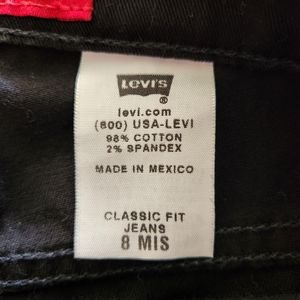 LEVI'S
®
levi.com
(800) USA-LEVI
98% COTTON
2% SPANDEX
MADE IN MEXICO
CLASSIC FIT
JEANS
8 MIS